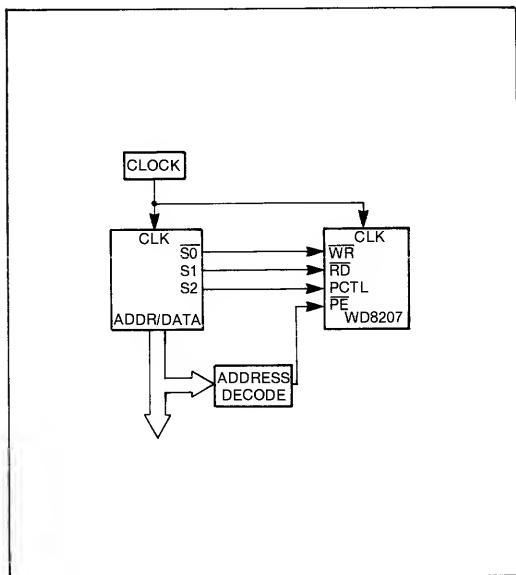 CLOCK
CLK
S0
S1
S2
ADDR/DATA
CLK
WR
RD
PCTL
PE
WD8207
ADDRESS
DECODE